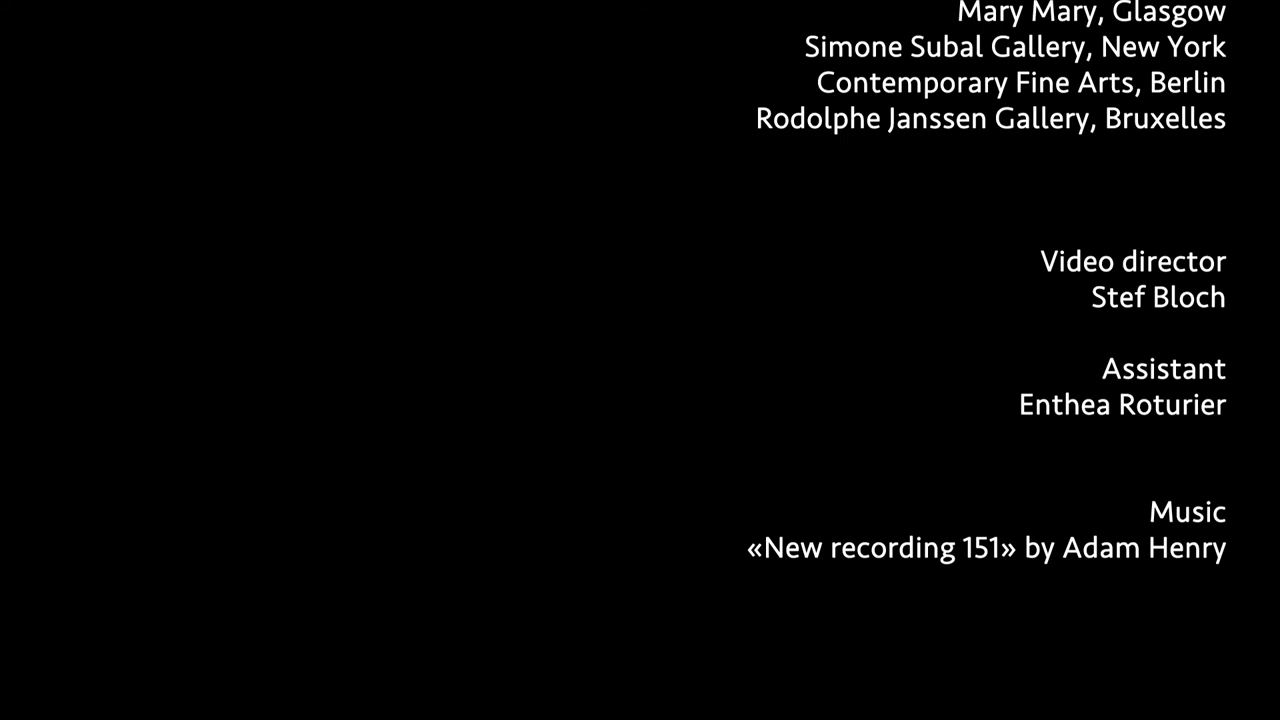 Mary Mary, Glasgow
Simone Subal Gallery, New York
Contemporary Fine Arts, Berlin
Rodolphe Janssen Gallery, Bruxelles
Video director
Stef Bloch
Assistant
Enthea Roturier
Music
«New recording 151» by Adam Henry